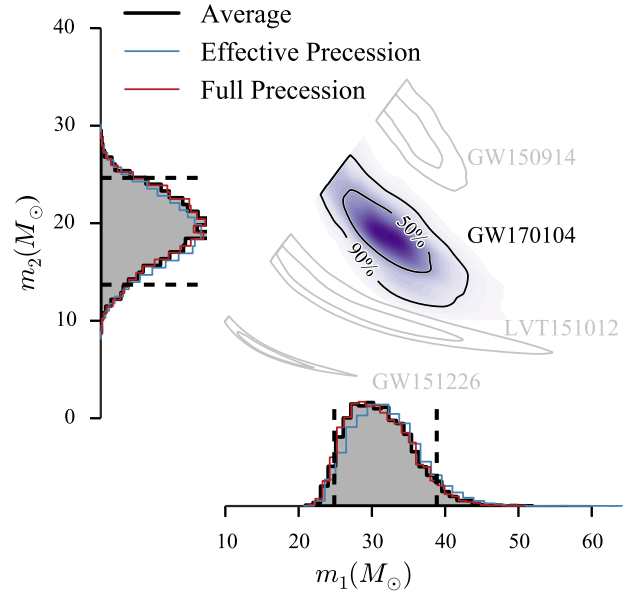 Average
Effective Precession
Full Precession
40
30
20
10
0
m₂(M⊙)
GW150914
GW170104
50%
90%
LVT151012
GW151226
10 20 30 40 50 60
m₁(M⊙)